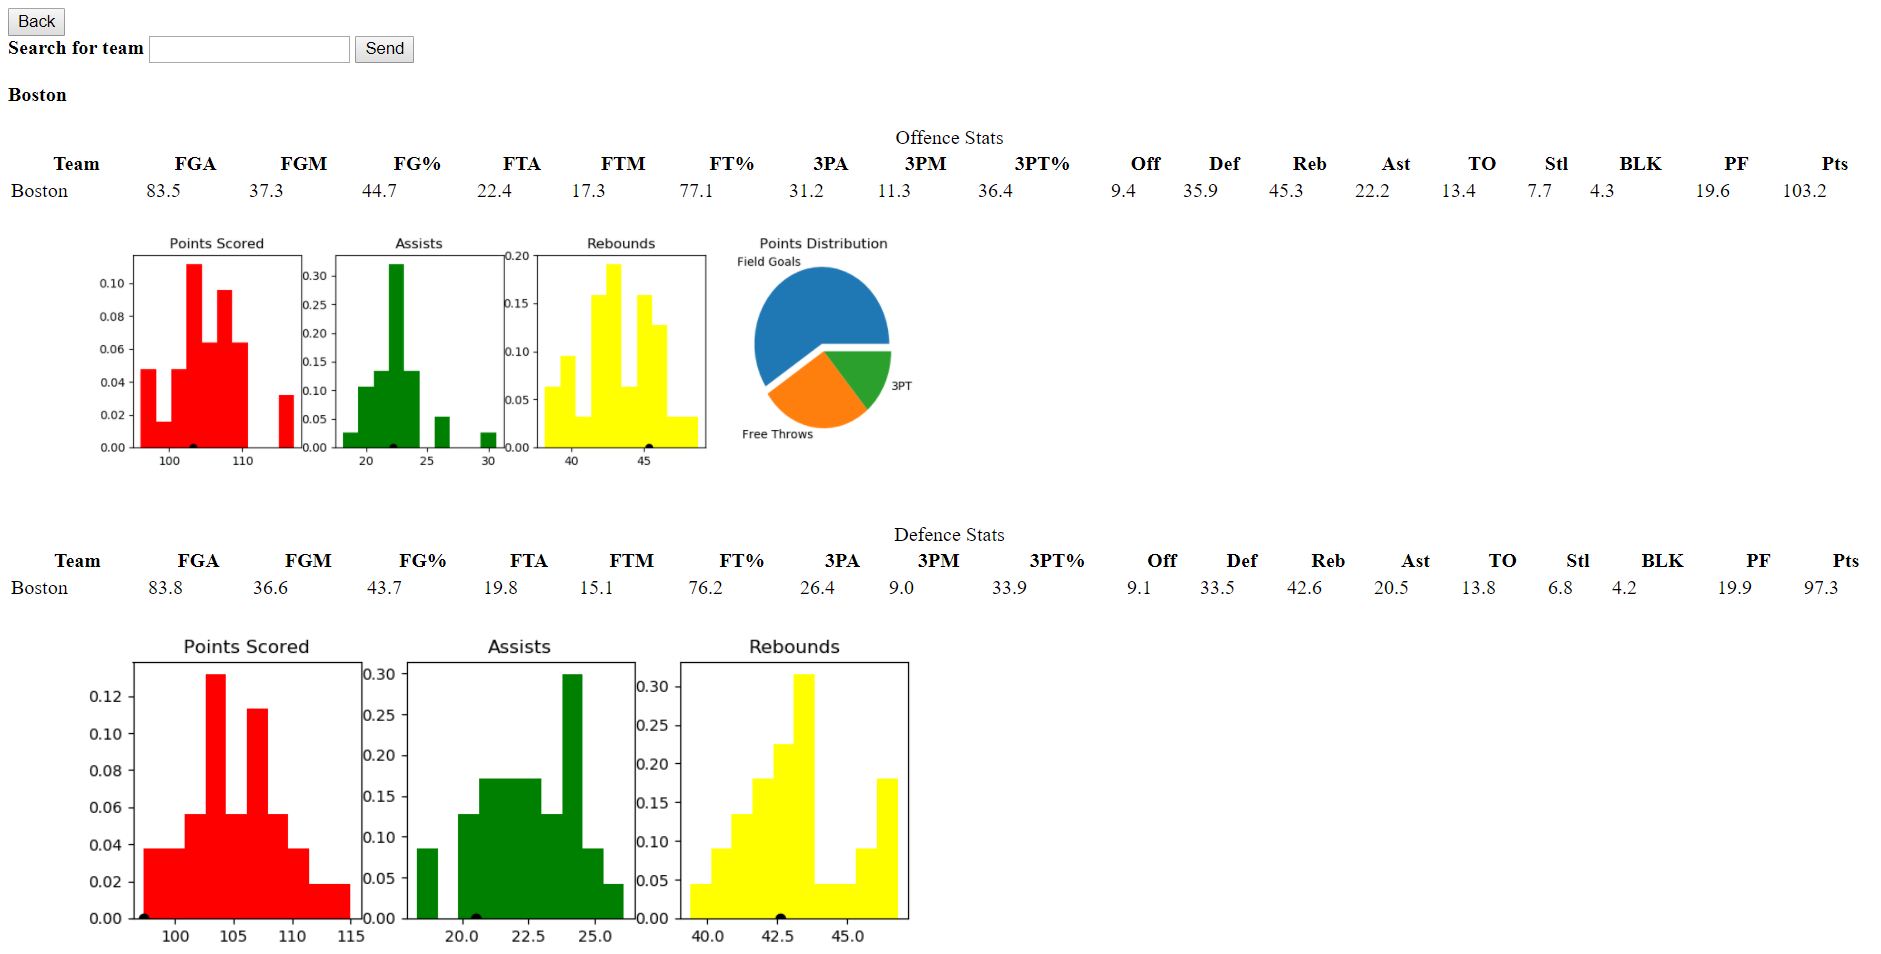 Back
Search for team Send
Boston
Offence Stats
Team FGA FGM FG% FTA FTM FT% 3PA 3PM 3PT% Off Def Reb Ast TO Stl BLK PF Pts
Boston 83.5 37.3 44.7 22.4 17.3 77.1 31.2 11.3 36.4 9.4 35.9 45.3 22.2 13.4 7.7 4.3 19.6 103.2
Points Scored Assists Rebounds Points Distribution
0.10
0.08
0.06
0.04
0.02
0.00
100 110
0.30
0.25
0.20
0.15
0.10
0.05
0.00
20 25 30
0.20
0.15
0.10
0.05
0.00
40 45
Field Goals
3PT
Free Throws
Defence Stats
Team FGA FGM FG% FTA FTM FT% 3PA 3PM 3PT% Off Def Reb Ast TO Stl BLK PF Pts
Boston 83.8 36.6 43.7 19.8 15.1 76.2 26.4 9.0 33.9 9.1 33.5 42.6 20.5 13.8 6.8 4.2 19.9 97.3
Points Scored Assists Rebounds
0.12
0.10
0.08
0.06
0.04
0.02
0.00
100 105 110 115
0.30
0.25
0.20
0.15
0.10
0.05
0.00
20.0 22.5 25.0
0.30
0.25
0.20
0.15
0.10
0.05
0.00
40.0 42.5 45.0